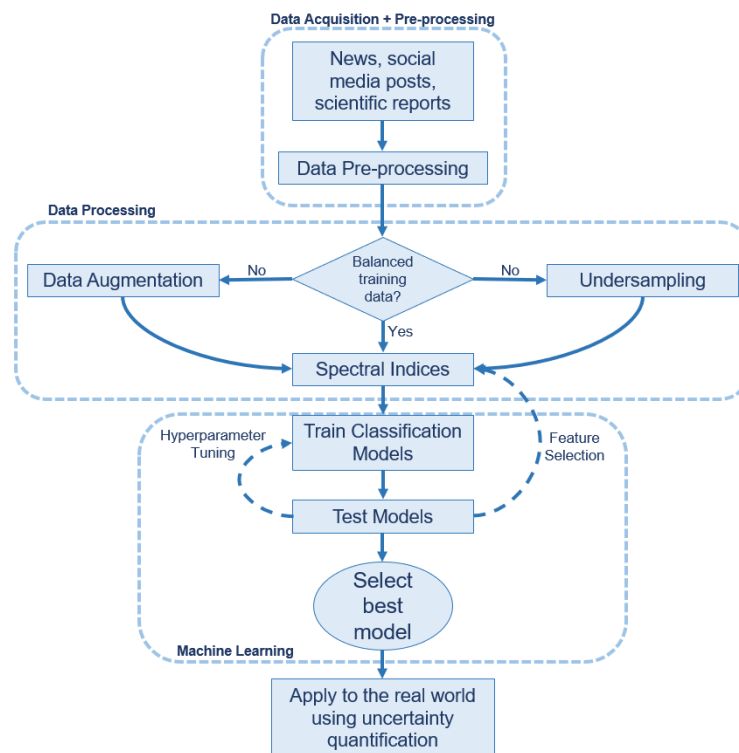 Data Acquisition + Pre-processing
News, social
media posts,
scientific reports
Data Pre-processing
Data Processing
Balanced
training
data?
No
No
Data Augmentation
Undersampling
Yes
Spectral Indices
Train Classification
Models
Hyperparameter
Tuning
Feature
Selection
Test Models
Select
best
model
Machine Learning
Apply to the real world
using uncertainty
quantification